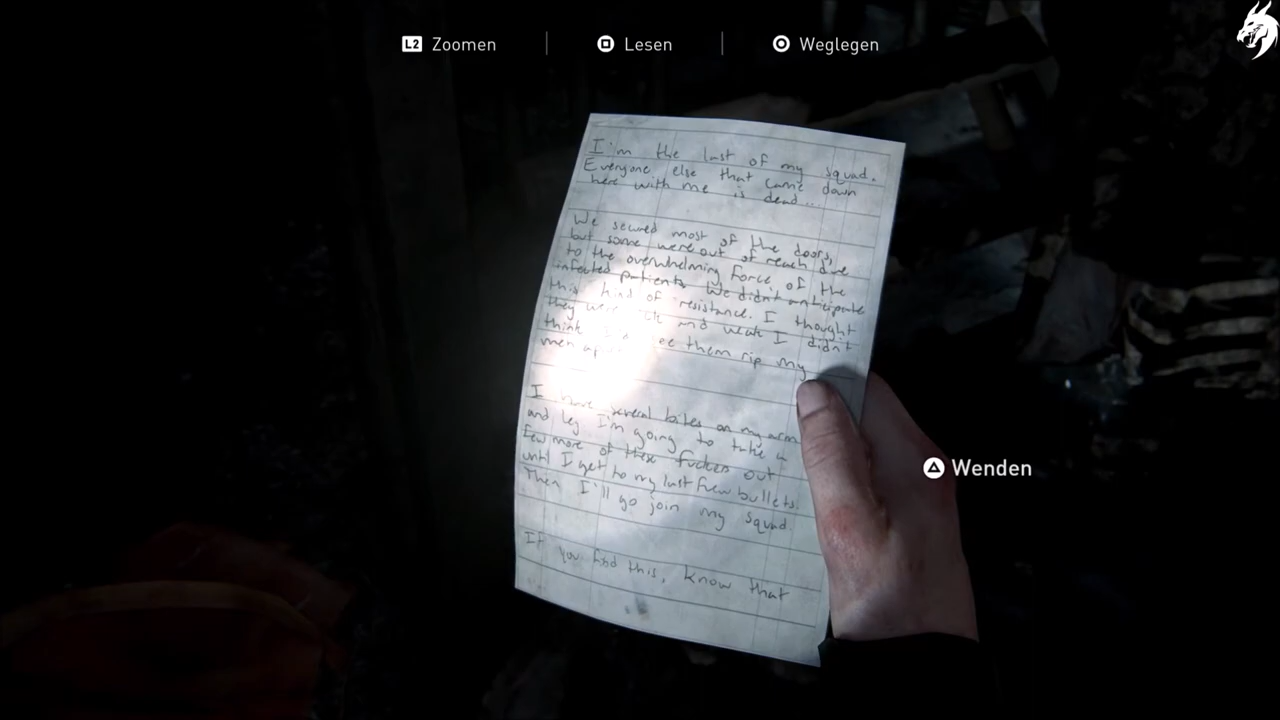 L2 Zoomen
Lesen
Weglegen
I'm the last of my squad.
Everyone else that came down
here with me is dead...
We secured most of the doors,
but some were out of reach due
to the overwhelming force of the
infected patients. We didn't anticipate
this kind of resistance. I thought
they were and weak I didn't
think them rip my
men
I have several bites on my arm
and leg I'm going to take a
few more of these out
until I get to my last few bullets.
Then I'll go join my squad.
If you find this, know that
Wenden